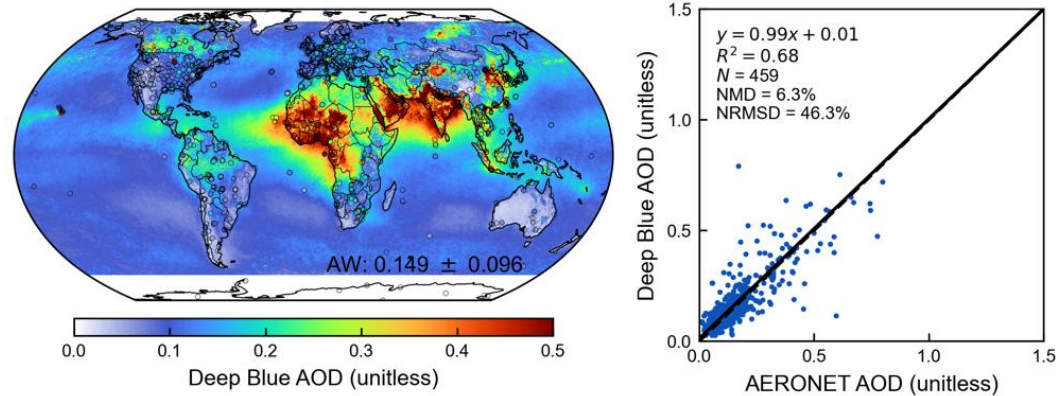 AW: 0.149 ± 0.096
0.0 0.1 0.2 0.3 0.4 0.5
Deep Blue AOD (unitless)
y = 0.99x + 0.01
R² = 0.68
N = 459
NMD = 6.3%
NRMSD = 46.3%
1.5
1.0
0.5
0.0
Deep Blue AOD (unitless)
0.0 0.5 1.0 1.5
AERONET AOD (unitless)